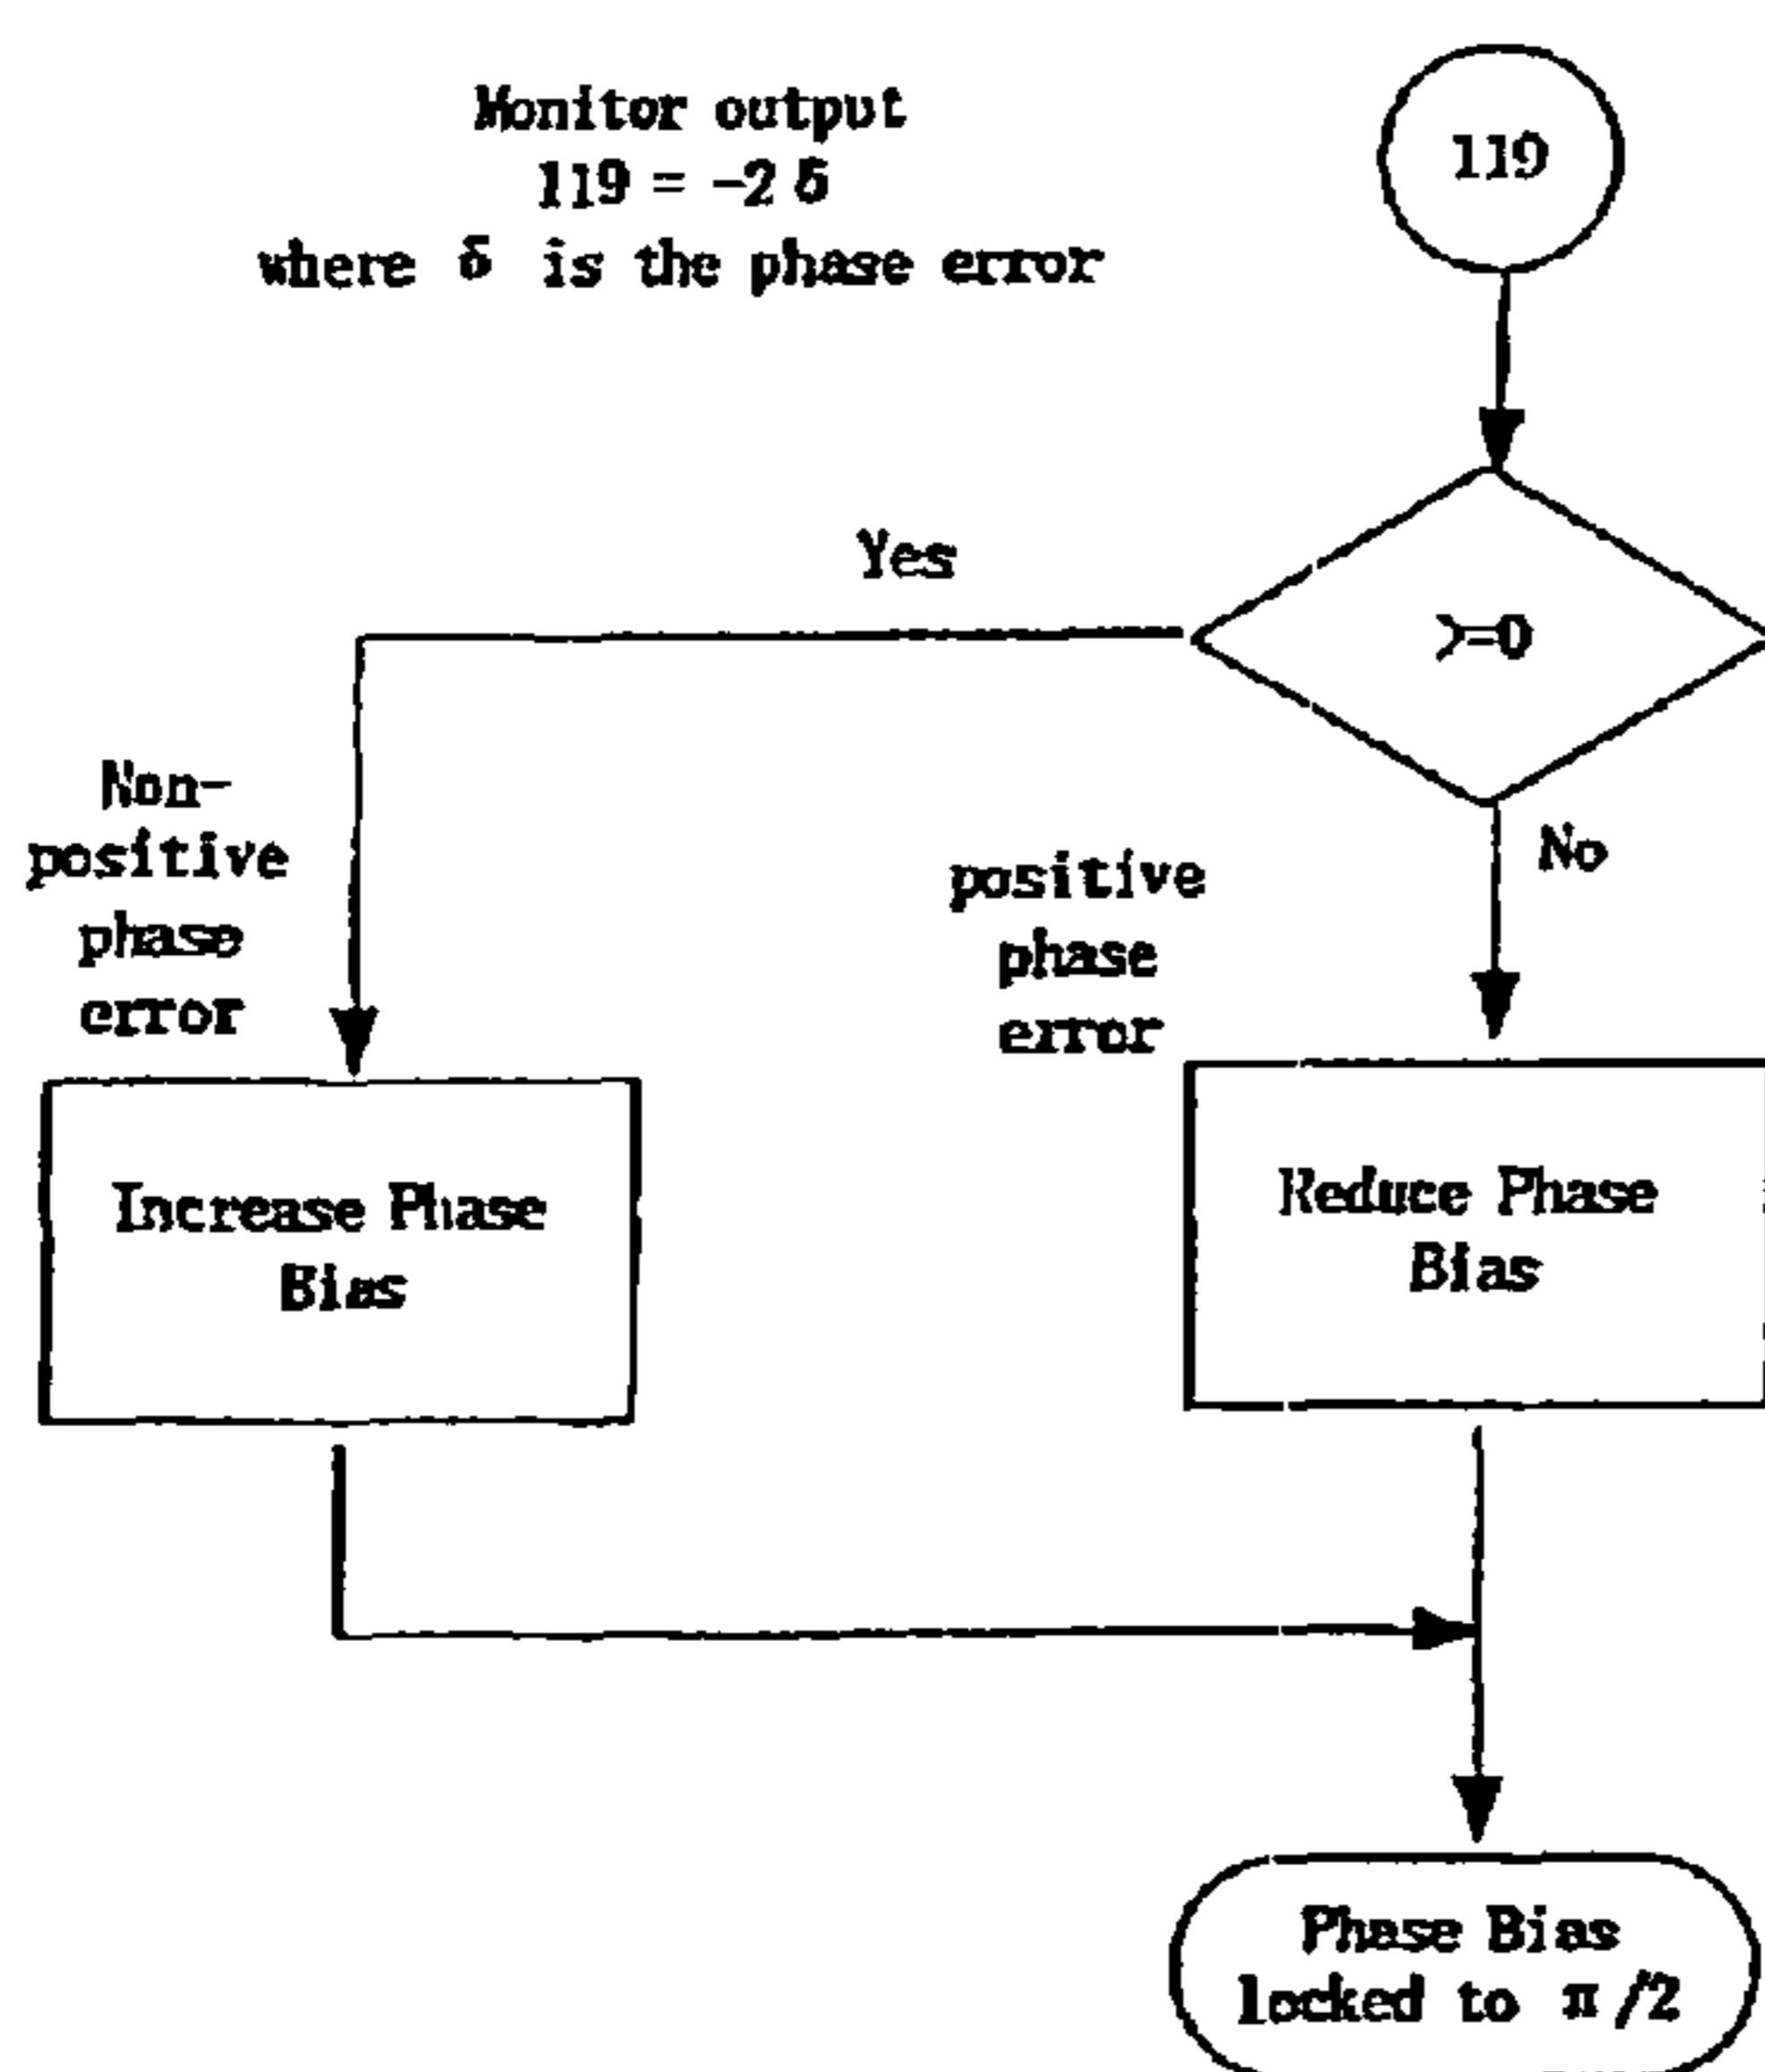 Monitor output
119 = -2 δ
where δ is the phase error
119
Yes
>=0
No
Non-
positive
phase
error
positive
phase
error
Increase Phase
Bias
Reduce Phase
Bias
Phase Bias
locked to π/2